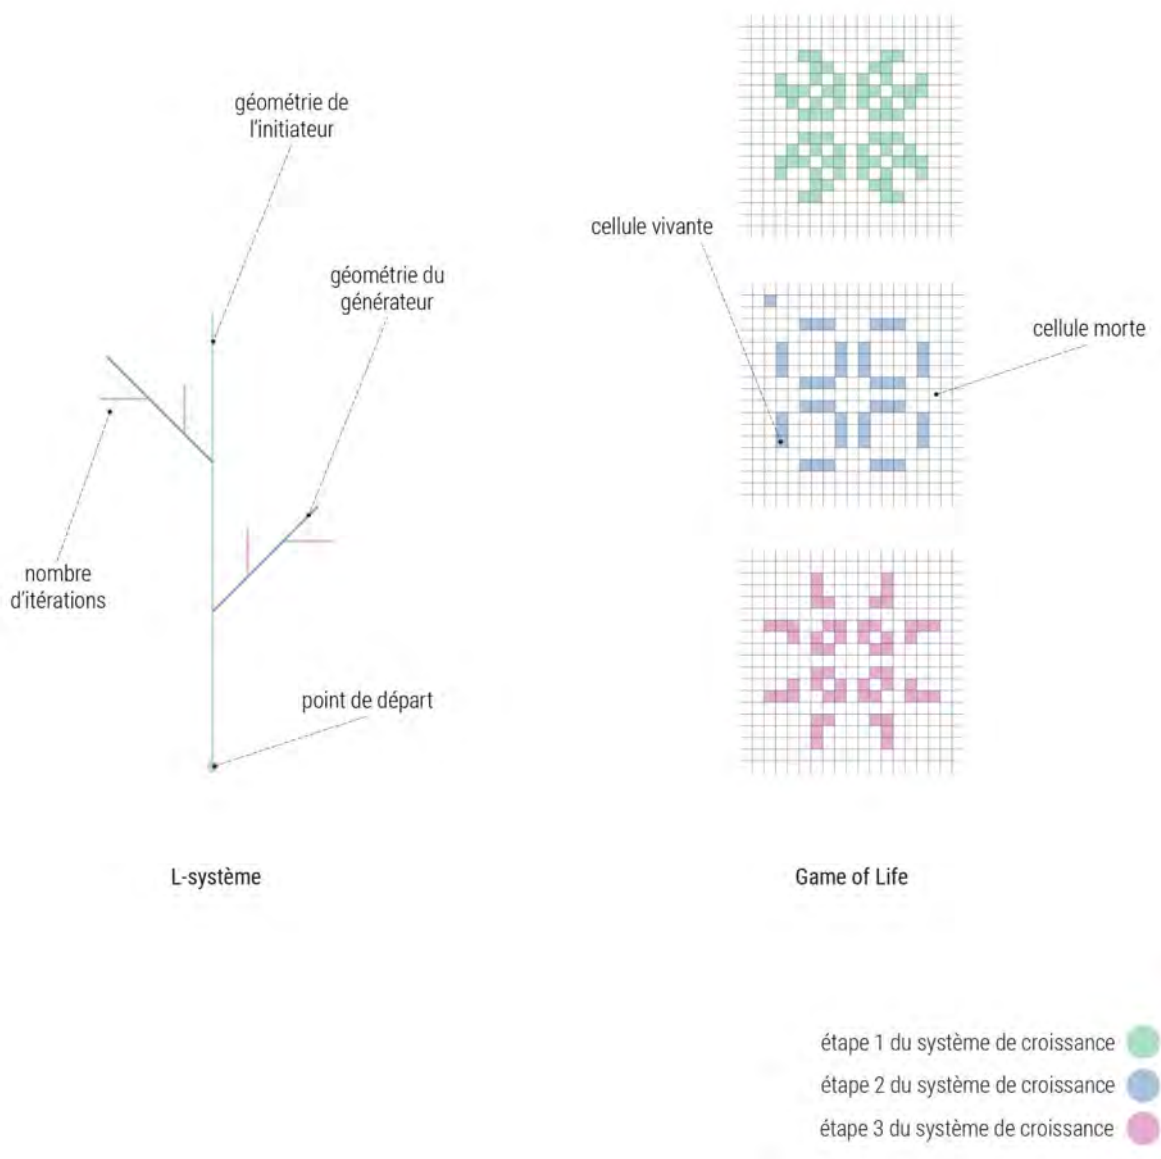 géométrie de
l'initiateur
géométrie du
générateur
nombre
d'itérations
point de départ
L-système
cellule vivante
cellule morte
Game of Life
étape 1 du système de croissance
étape 2 du système de croissance
étape 3 du système de croissance